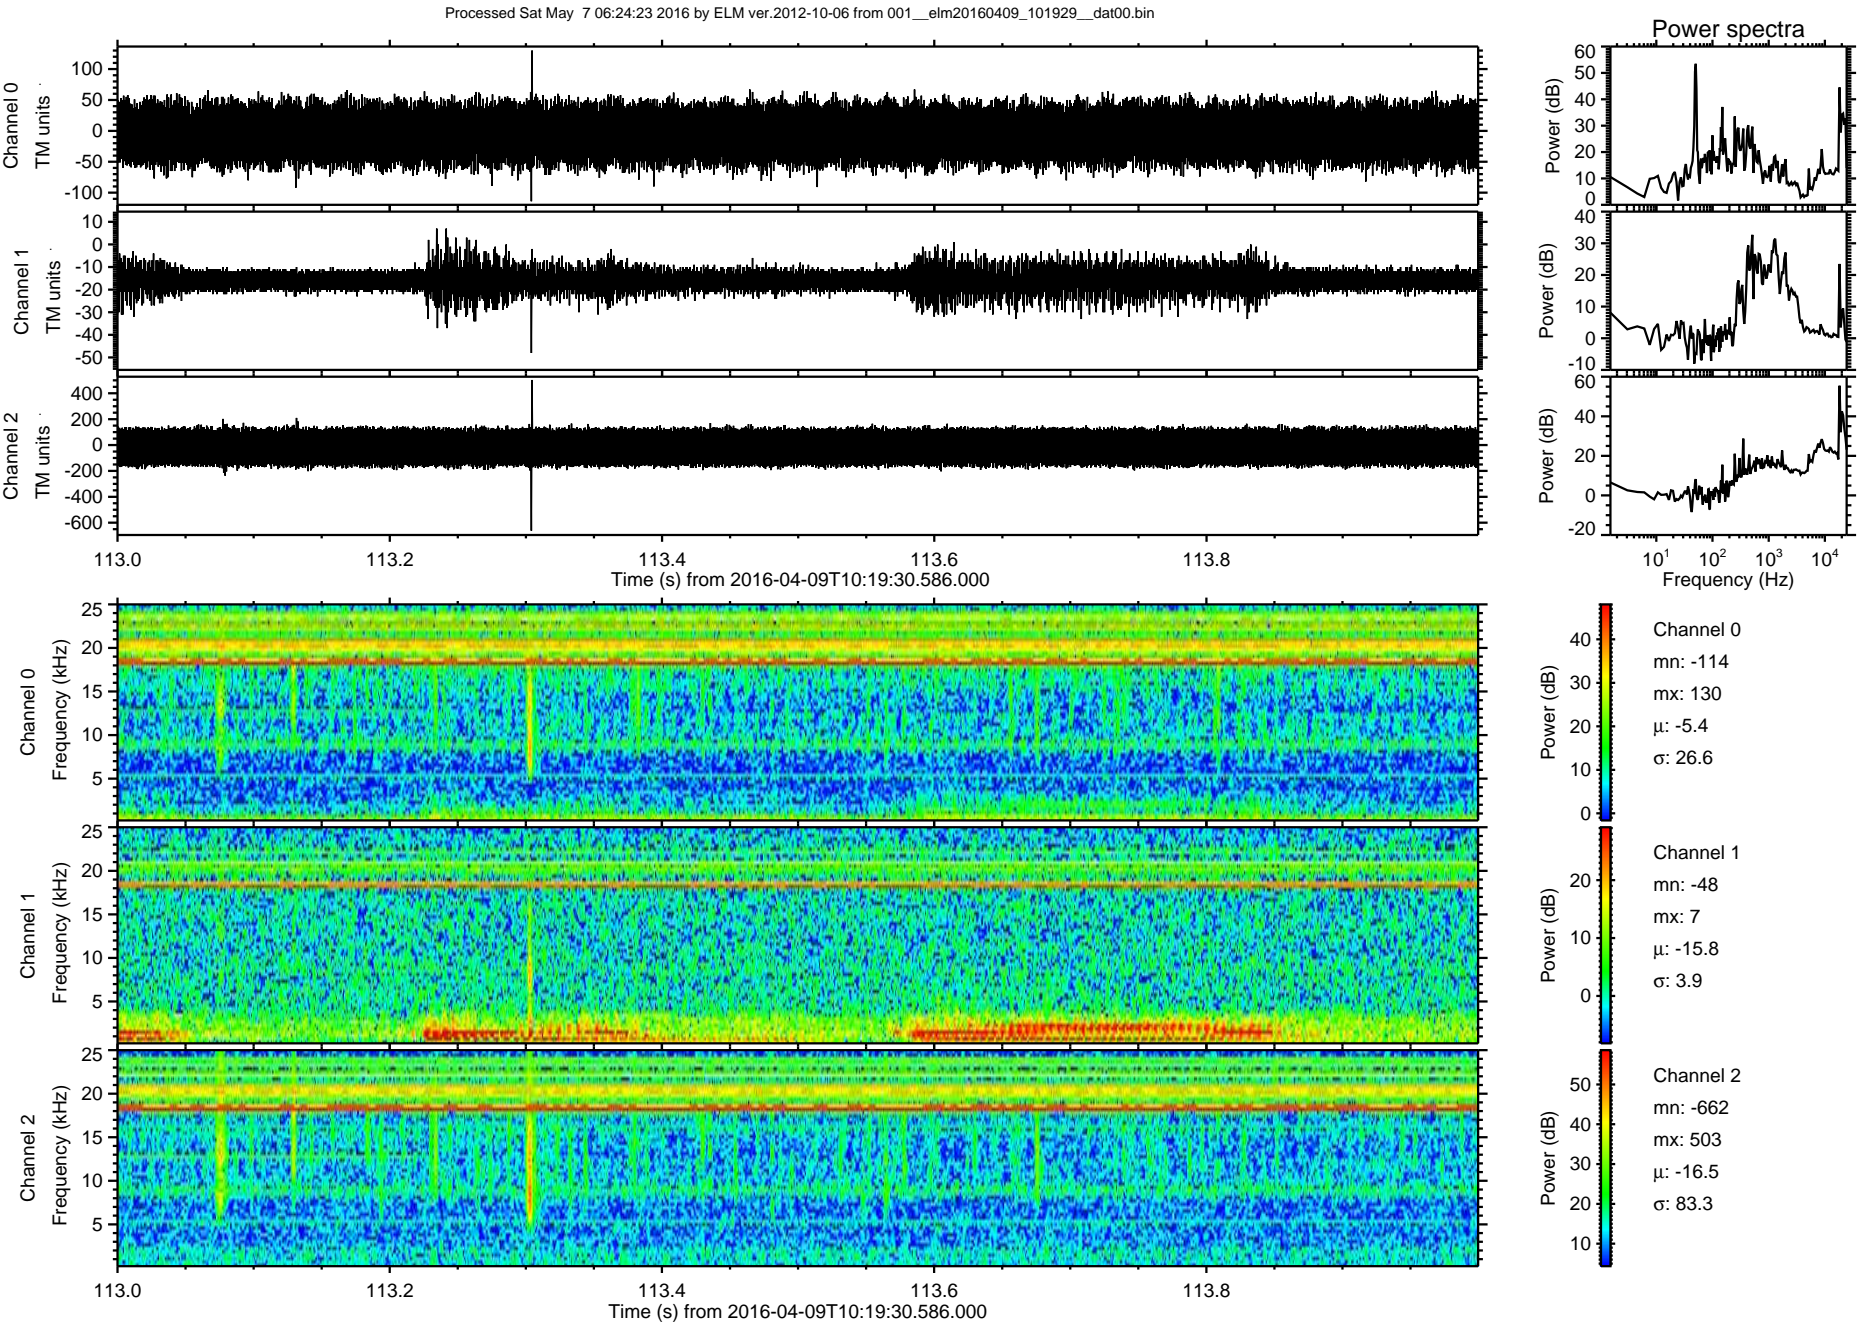 Processed Sat May  7 06:24:23 2016 by ELM ver.2012-10-06 from 001__elm20160409_101929__dat00.bin
Power spectra
Channel 0
TM units
100
50
0
-50
-100
Power (dB)
60
50
40
30
20
10
0
Channel 1
TM units
10
0
-10
-20
-30
-40
-50
Power (dB)
40
30
20
10
0
-10
Channel 2
TM units
400
200
0
-200
-400
-600
Power (dB)
60
40
20
0
-20
113.0 113.2 113.4 113.6 113.8
Time (s) from 2016-04-09T10:19:30.586.000
10¹ 10² 10³ 10⁴
Frequency (Hz)
Channel 0
Frequency (kHz)
25
20
15
10
5
Power (dB)
40
30
20
10
0
Channel 0
mn: -114
mx: 130
μ: -5.4
σ: 26.6
Channel 1
Frequency (kHz)
25
20
15
10
5
Power (dB)
20
10
0
Channel 1
mn: -48
mx: 7
μ: -15.8
σ: 3.9
Channel 2
Frequency (kHz)
25
20
15
10
5
Power (dB)
50
40
30
20
10
Channel 2
mn: -662
mx: 503
μ: -16.5
σ: 83.3
113.0 113.2 113.4 113.6 113.8
Time (s) from 2016-04-09T10:19:30.586.000